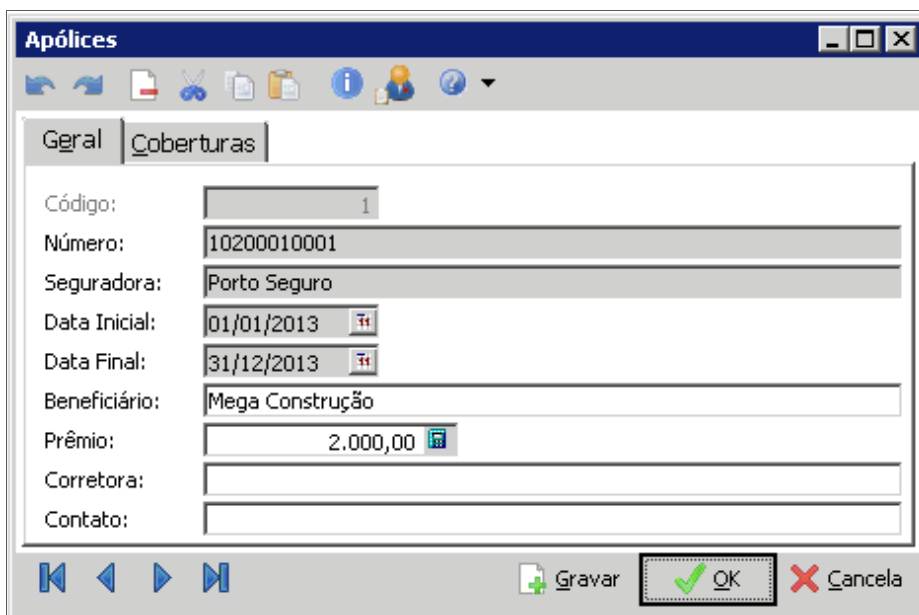 Apólices
Geral Coberturas
Código: 1
Número: 10200010001
Seguradora: Porto Seguro
Data Inicial: 01/01/2013
Data Final: 31/12/2013
Beneficiário: Mega Construção
Prêmio: 2.000,00
Corretora:
Contato:
Gravar OK Cancela